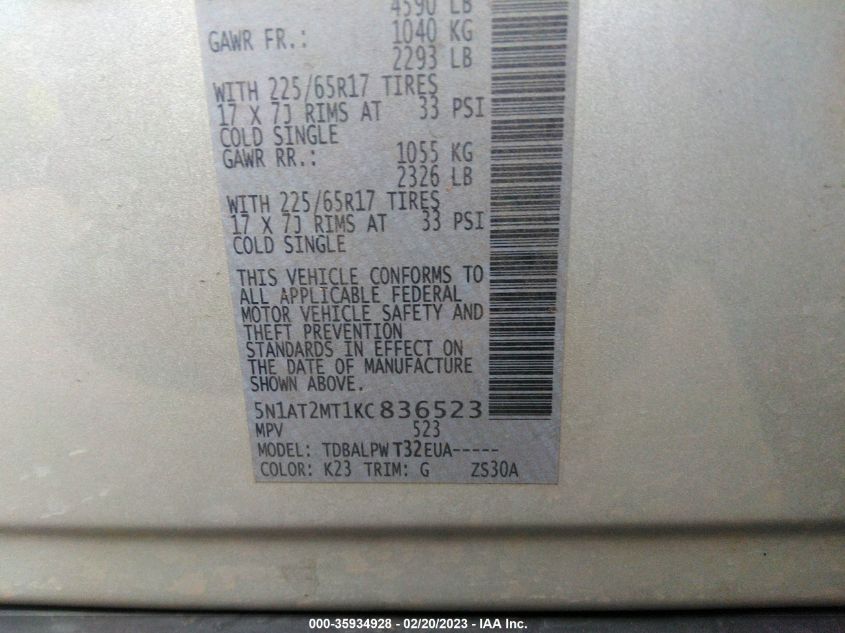 4590 LB
GAWR FR.: 1040 KG
2293 LB
WITH 225/65R17 TIRES
17 X 7J RIMS AT 33 PSI
COLD SINGLE
GAWR RR.: 1055 KG
2326 LB
WITH 225/65R17 TIRES
17 X 7J RIMS AT 33 PSI
COLD SINGLE
THIS VEHICLE CONFORMS TO
ALL APPLICABLE FEDERAL
MOTOR VEHICLE SAFETY AND
THEFT PREVENTION
STANDARDS IN EFFECT ON
THE DATE OF MANUFACTURE
SHOWN ABOVE.
5N1AT2MT1KC836523
MPV 523
MODEL: TDBALPWT32EUA-----
COLOR: K23 TRIM: G ZS30A
000-35934928 - 02/20/2023 - IAA Inc.